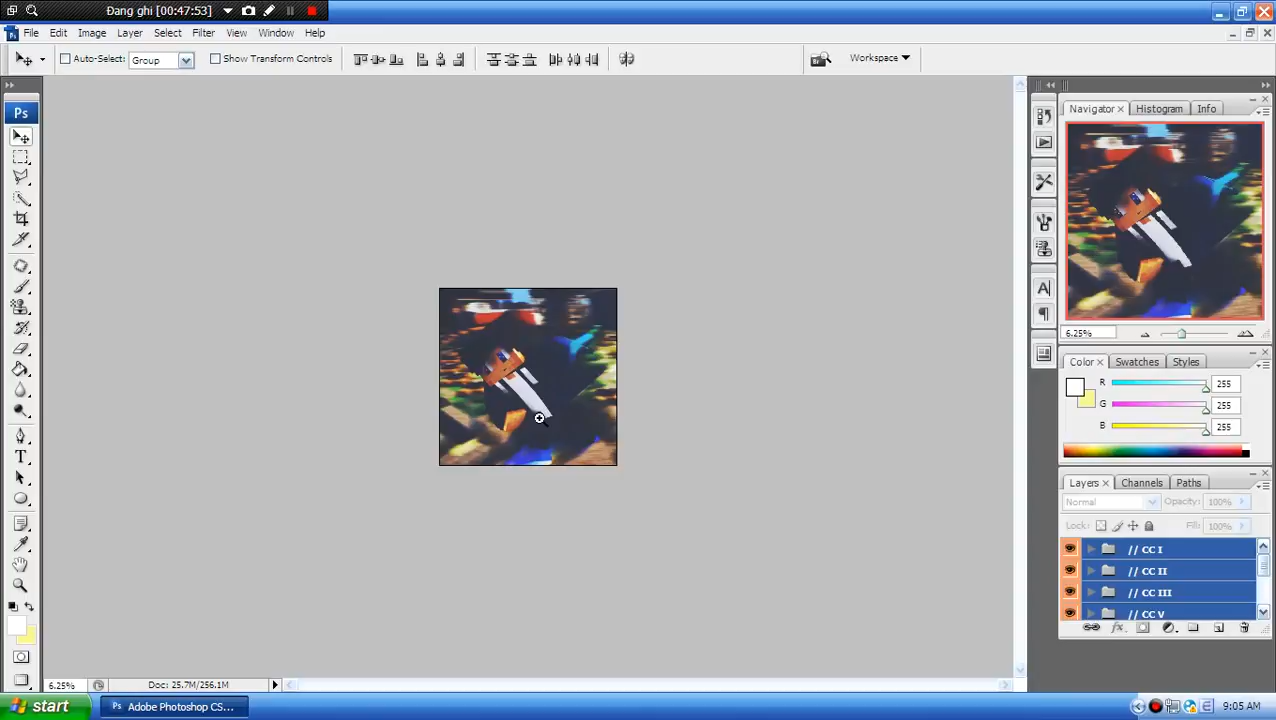 Đang ghi [00:47:53]
Ps File Edit Image Layer Select Filter View Window Help
Auto-Select: Group Show Transform Controls Br Workspace
Ps
Navigator Histogram Info
6.25%
Color Swatches Styles
R 255
G 255
B 255
Layers Channels Paths
Normal Opacity: 100%
Lock: Fill: 100%
// CC I
// CC II
// CC III
// CC V
6.25% Doc: 25.7M/256.1M
start Ps Adobe Photoshop CS... 9:05 AM